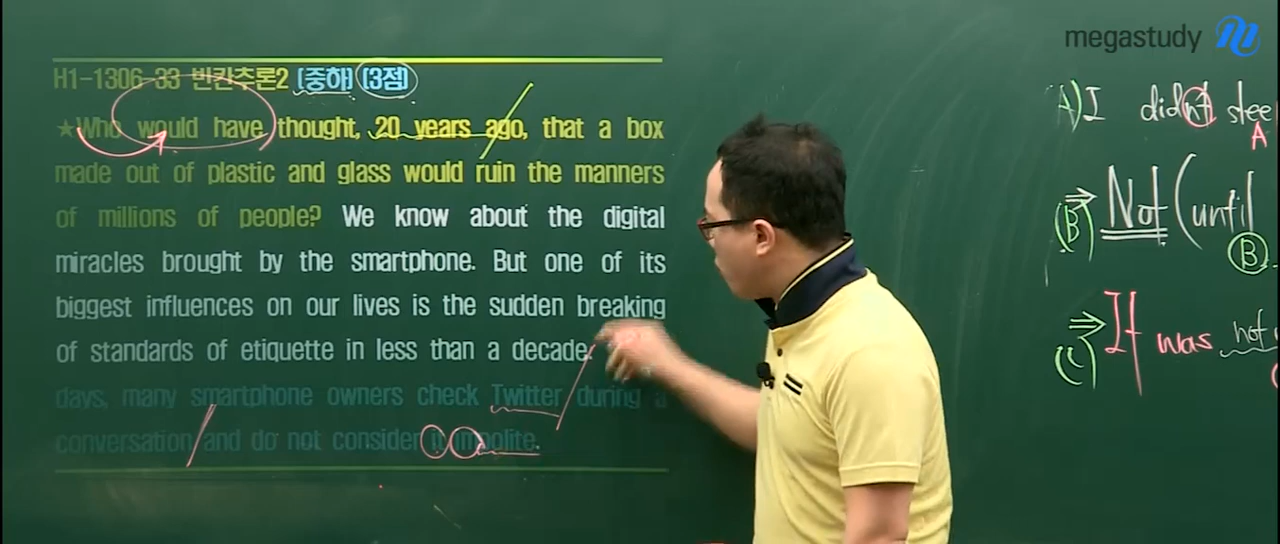 megastudy
H1-1306-33 빈칸추론2 [중하] [3점]
★Who would have thought, 20 years ago, that a box
made out of plastic and glass would ruin the manners
of millions of people? We know about the digital
miracles brought by the smartphone. But one of its
biggest influences on our lives is the sudden breaking
of standards of etiquette in less than a decade.
days, many smartphone owners check Twitter during a
conversation and do not consider it impolite.
A) I didn't
A
(B) ⇒ Not (until
B
(C) ⇒ It was not